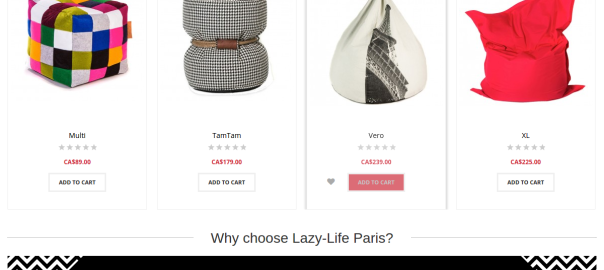 Multi TamTam Vero XL
CA$89.00 CA$179.00 CA$239.00 CA$225.00
ADD TO CART ADD TO CART ADD TO CART ADD TO CART
Why choose Lazy-Life Paris?